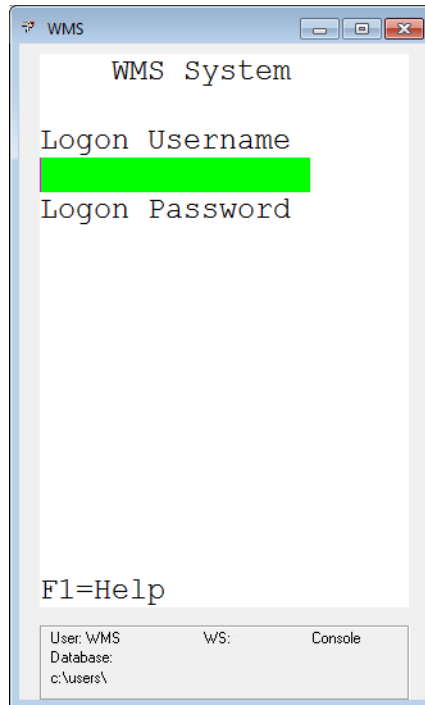 WMS
WMS System
Logon Username
Logon Password
F1=Help
User: WMS WS: Console
Database:
c:\users\